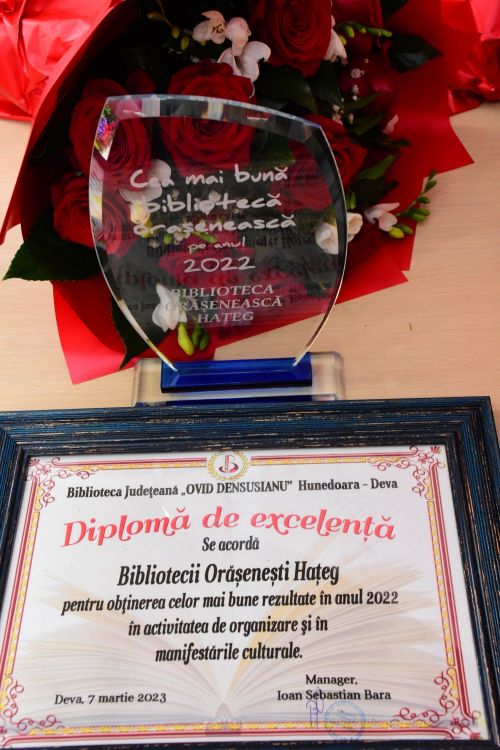 Cea mai bună
bibliotecă
orășenească
pe anul
2022
BIBLIOTECA
ORĂȘENEASCĂ
HAȚEG
Biblioteca Județeană „OVID DENSUSIANU” Hunedoara - Deva
Diplomă de excelență
Se acordă
Bibliotecii Orășenești Hațeg
pentru obținerea celor mai bune rezultate în anul 2022
în activitatea de organizare și în
manifestările culturale.
Manager,
Deva, 7 martie 2023
Ioan Sebastian Bara